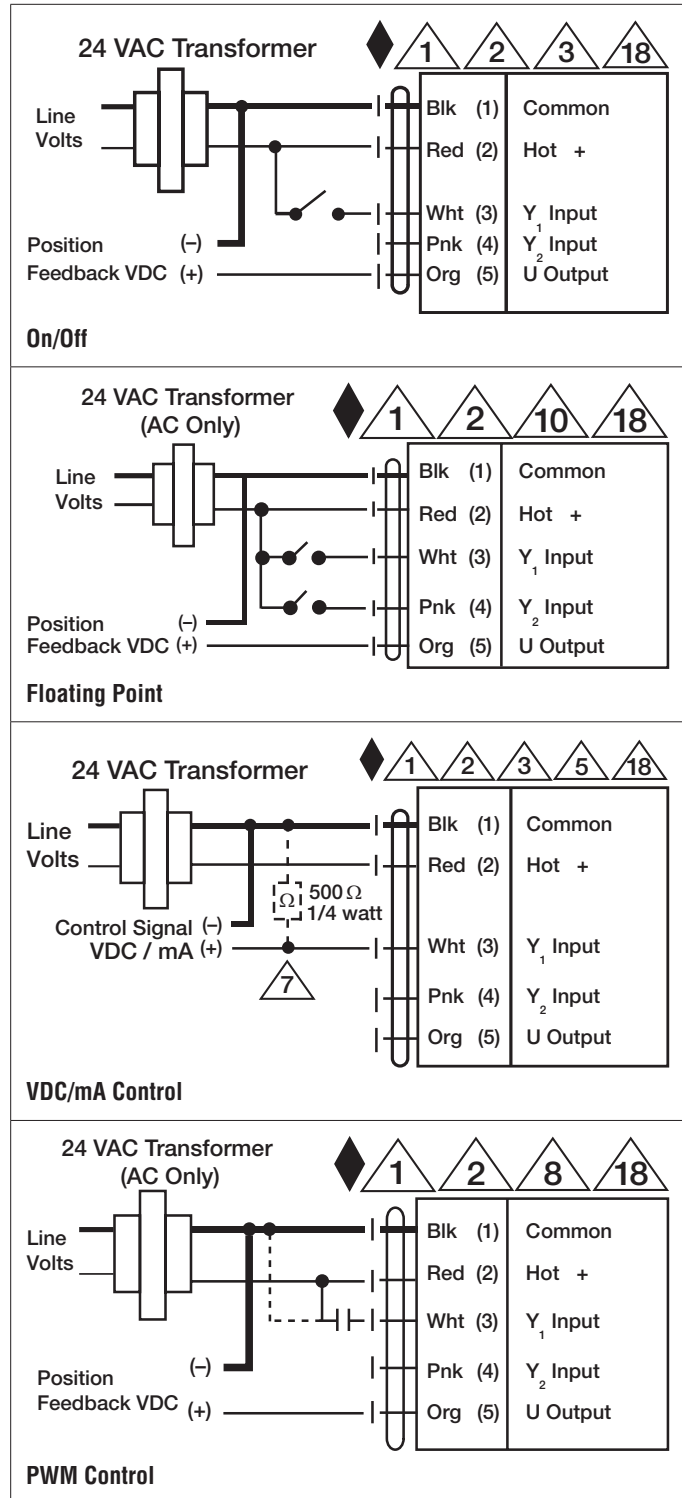 24 VAC Transformer
1 2 3 18
Line
Volts
Blk (1) Common
Red (2) Hot +
Wht (3) Y1 Input
Pnk (4) Y2 Input
Org (5) U Output
Position (–)
Feedback VDC (+)
On/Off
24 VAC Transformer
(AC Only)
1 2 10 18
Line
Volts
Blk (1) Common
Red (2) Hot +
Wht (3) Y1 Input
Pnk (4) Y2 Input
Org (5) U Output
Position (–)
Feedback VDC (+)
Floating Point
24 VAC Transformer
1 2 3 5 18
Line
Volts
Blk (1) Common
Red (2) Hot +
Ω 500 Ω
1/4 watt
Control Signal (–)
VDC / mA (+)
7
Wht (3) Y1 Input
Pnk (4) Y2 Input
Org (5) U Output
VDC/mA Control
24 VAC Transformer
(AC Only)
1 2 8 18
Line
Volts
Blk (1) Common
Red (2) Hot +
Wht (3) Y1 Input
Pnk (4) Y2 Input
Org (5) U Output
Position (–)
Feedback VDC (+)
PWM Control